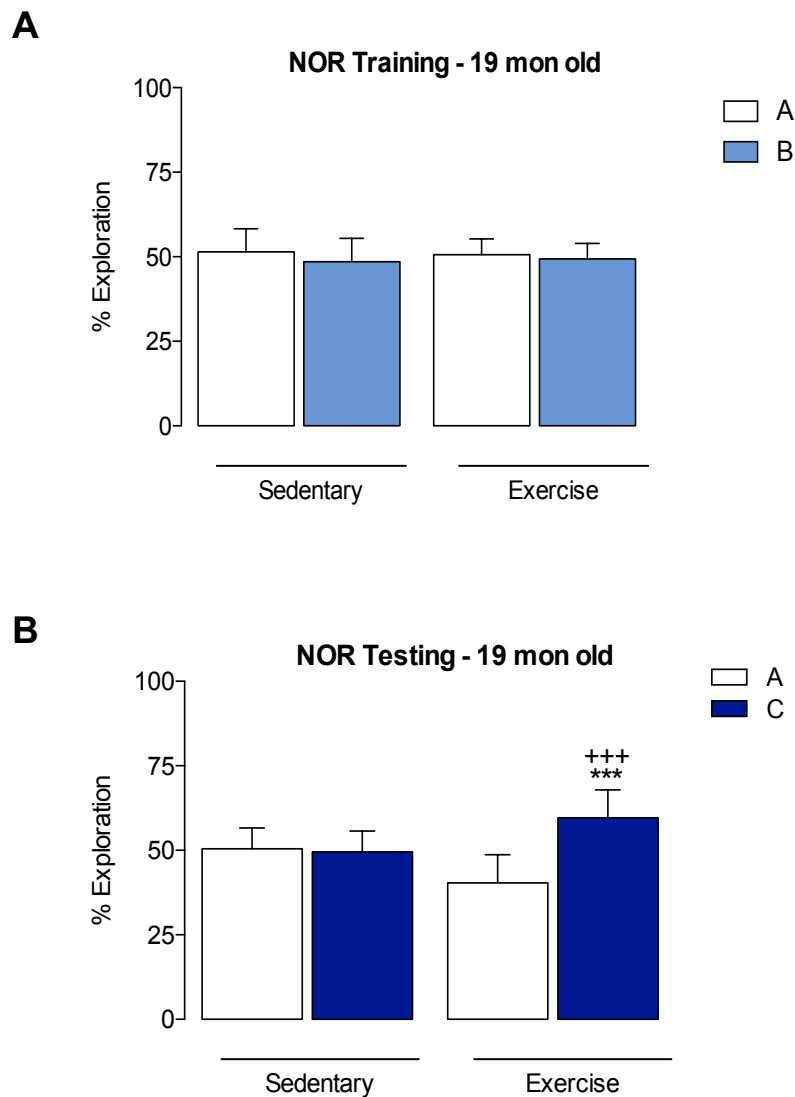 A
NOR Training - 19 mon old
100
75
50
25
0
% Exploration
A
B
Sedentary
Exercise
B
NOR Testing - 19 mon old
100
75
50
25
0
% Exploration
A
C
+++
***
Sedentary
Exercise